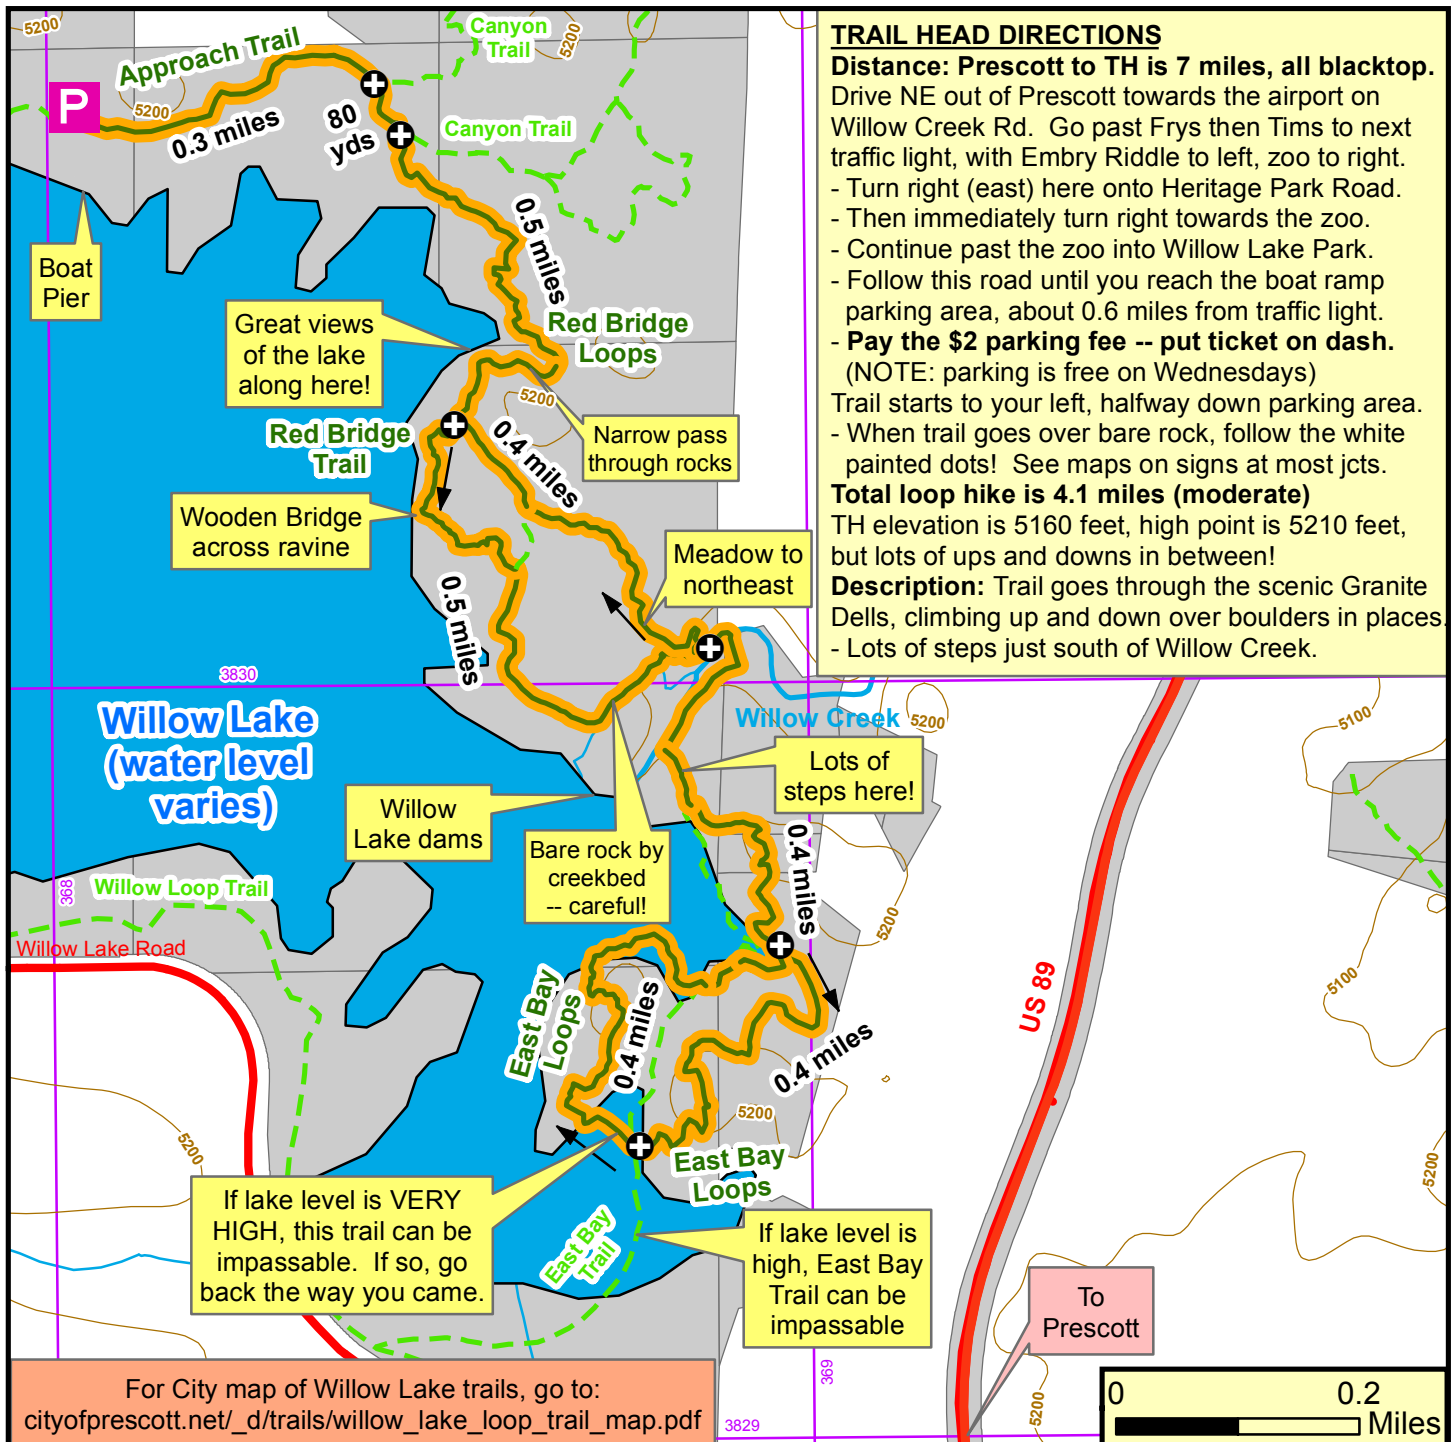 TRAIL HEAD DIRECTIONS
Distance: Prescott to TH is 7 miles, all blacktop.
Drive NE out of Prescott towards the airport on
Willow Creek Rd.  Go past Frys then Tims to next
traffic light, with Embry Riddle to left, zoo to right.
- Turn right (east) here onto Heritage Park Road.
- Then immediately turn right towards the zoo.
- Continue past the zoo into Willow Lake Park.
- Follow this road until you reach the boat ramp
parking area, about 0.6 miles from traffic light.
- Pay the $2 parking fee -- put ticket on dash.
(NOTE: parking is free on Wednesdays)
Trail starts to your left, halfway down parking area.
- When trail goes over bare rock, follow the white
painted dots!  See maps on signs at most jcts.
Total loop hike is 4.1 miles (moderate)
TH elevation is 5160 feet, high point is 5210 feet,
but lots of ups and downs in between!
Description: Trail goes through the scenic Granite
Dells, climbing up and down over boulders in places.
- Lots of steps just south of Willow Creek.
5200
Approach Trail
Canyon
Trail
5200
P
5200
0.3 miles
80
yds
Canyon Trail
0.5 miles
Boat
Pier
Great views
of the lake
along here!
Red Bridge
Loops
5200
Red Bridge
Trail
0.4 miles
Narrow pass
through rocks
Wooden Bridge
across ravine
Meadow to
northeast
0.5 miles
3830
Willow Lake
(water level
varies)
Willow Creek
5200
5100
Lots of
steps here!
Willow
Lake dams
Bare rock by
creekbed
-- careful!
0.4 miles
368
Willow Loop Trail
Willow Lake Road
5200
5100
US 89
East Bay
Loops
0.4 miles
0.4 miles
5200
5200
East Bay
Loops
5200
If lake level is VERY
HIGH, this trail can be
impassable.  If so, go
back the way you came.
East Bay
Trail
If lake level is
high, East Bay
Trail can be
impassable
To
Prescott
369
For City map of Willow Lake trails, go to:
cityofprescott.net/_d/trails/willow_lake_loop_trail_map.pdf
3829
5200
0 0.2
Miles